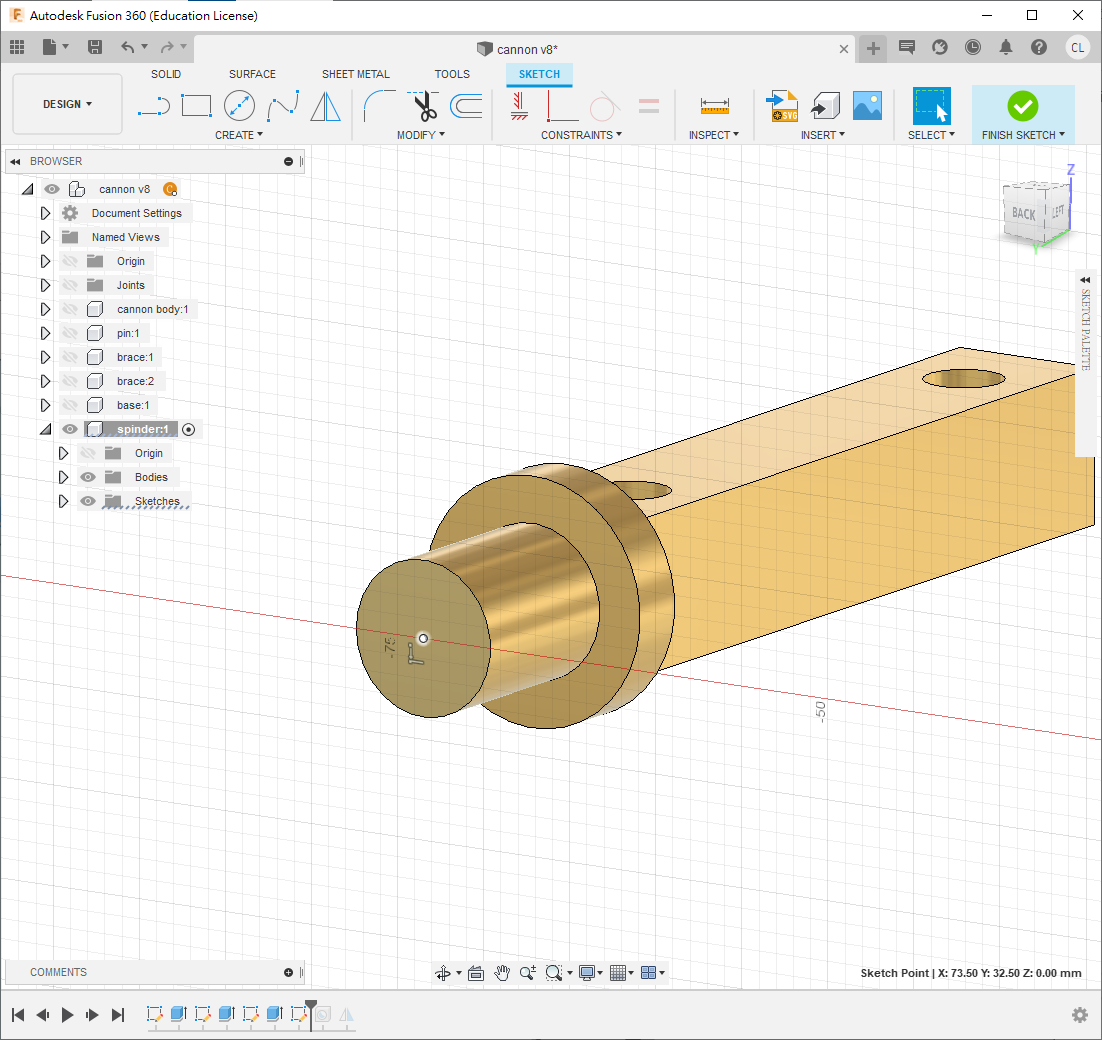 Autodesk Fusion 360 (Education License)
cannon v8*
CL
DESIGN
SOLID
SURFACE
SHEET METAL
TOOLS
SKETCH
CREATE
MODIFY
CONSTRAINTS
INSPECT
SVG
INSERT
SELECT
FINISH SKETCH
BROWSER
cannon v8
Document Settings
Named Views
Origin
Joints
cannon body:1
pin:1
brace:1
brace:2
base:1
spinder:1
Origin
Bodies
Sketches
Z
BACK
LEFT
Y
SKETCH PALETTE
-75
-50
COMMENTS
Sketch Point | X: 73.50 Y: 32.50 Z: 0.00 mm